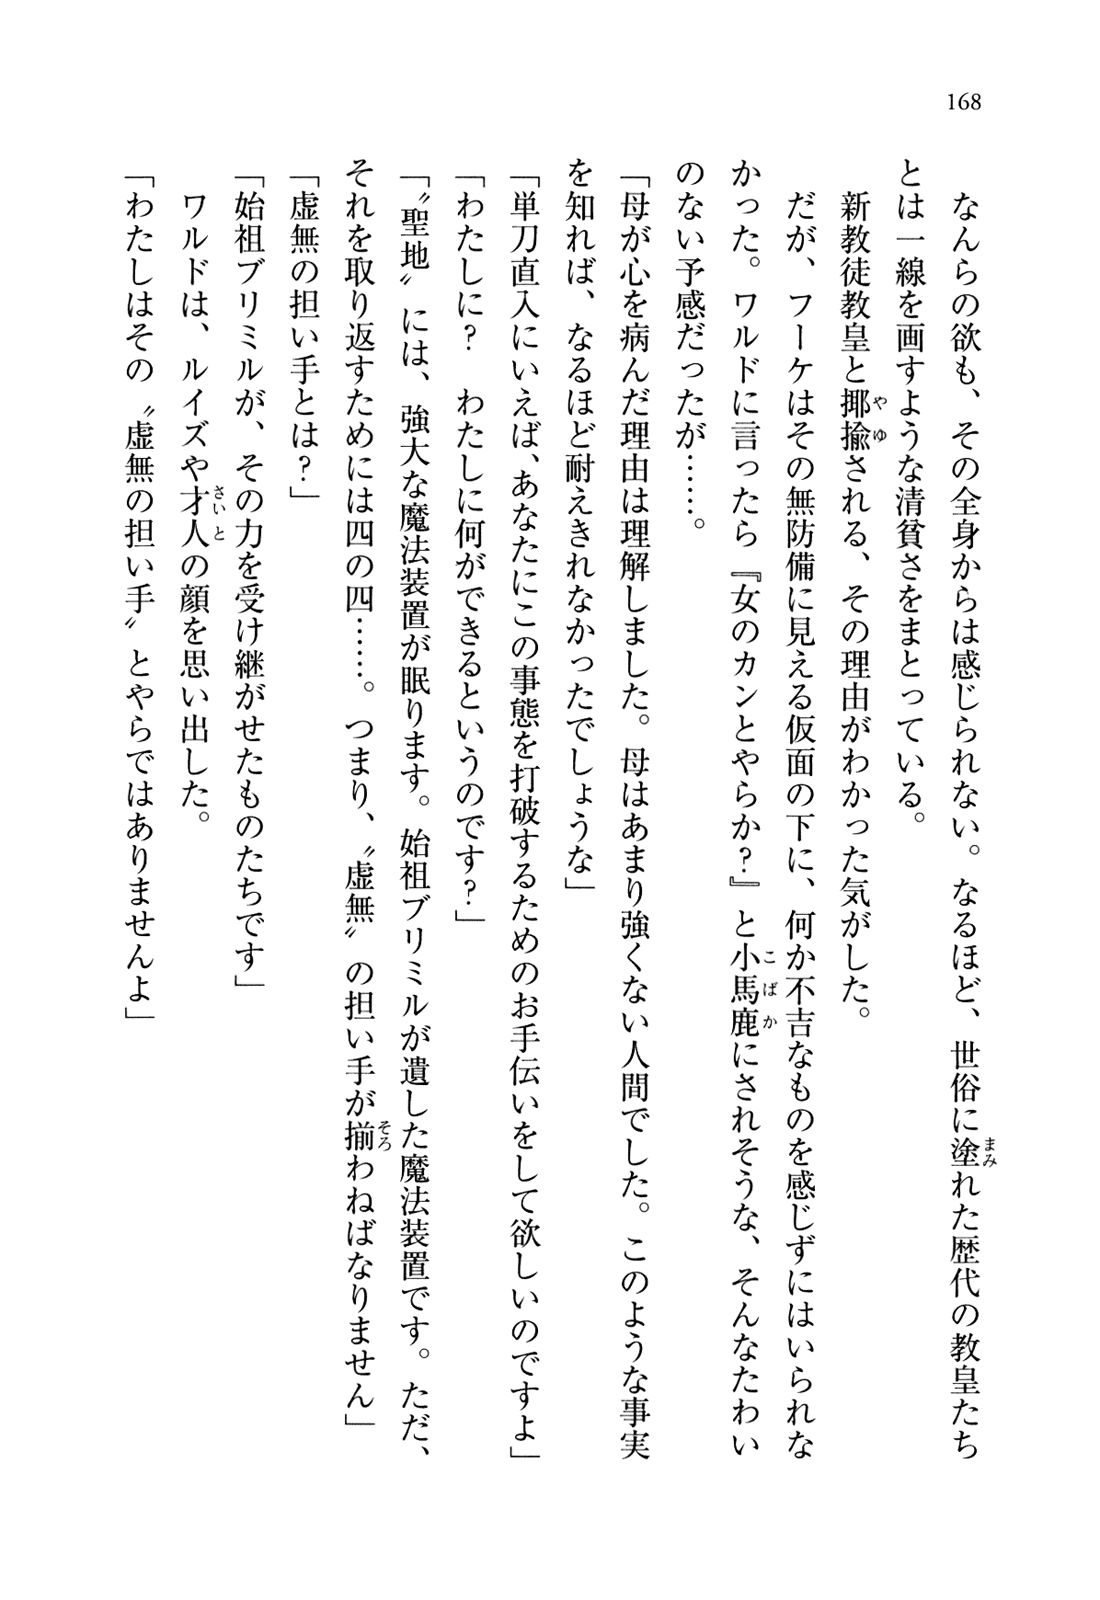 168
　なんらの欲も、その全身からは感じられない。なるほど、世俗に塗れた歴代の教皇たち
とは一線を画すような清貧さをまとっている。
　新教徒教皇と揶揄される、その理由がわかった気がした。
　だが、フーケはその無防備に見える仮面の下に、何か不吉なものを感じずにはいられな
かった。ワルドに言ったら『女のカンとやらか？』と小馬鹿にされそうな、そんなたわい
のない予感だったが……。
「母が心を病んだ理由は理解しました。母はあまり強くない人間でした。このような事実
を知れば、なるほど耐えきれなかったでしょうな」
「単刀直入にいえば、あなたにこの事態を打破するためのお手伝いをして欲しいのですよ」
「わたしに？　わたしに何ができるというのです？」
「〝聖地〟には、強大な魔法装置が眠ります。始祖ブリミルが遺した魔法装置です。ただ、
それを取り返すためには四の四……。つまり、〝虚無〟の担い手が揃わねばなりません」
「虚無の担い手とは？」
「始祖ブリミルが、その力を受け継がせたものたちです」
　ワルドは、ルイズや才人の顔を思い出した。
「わたしはその〝虚無の担い手〟とやらではありませんよ」